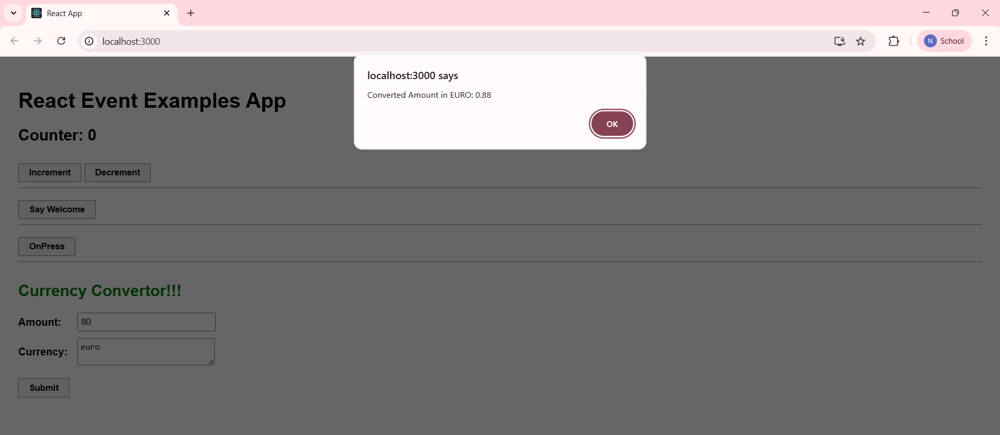 React App
localhost:3000
N School
localhost:3000 says
Converted Amount in EURO: 0.88
OK
React Event Examples App
Counter: 0
Increment Decrement
Say Welcome
OnPress
Currency Convertor!!!
Amount: 80
Currency: euro
Submit